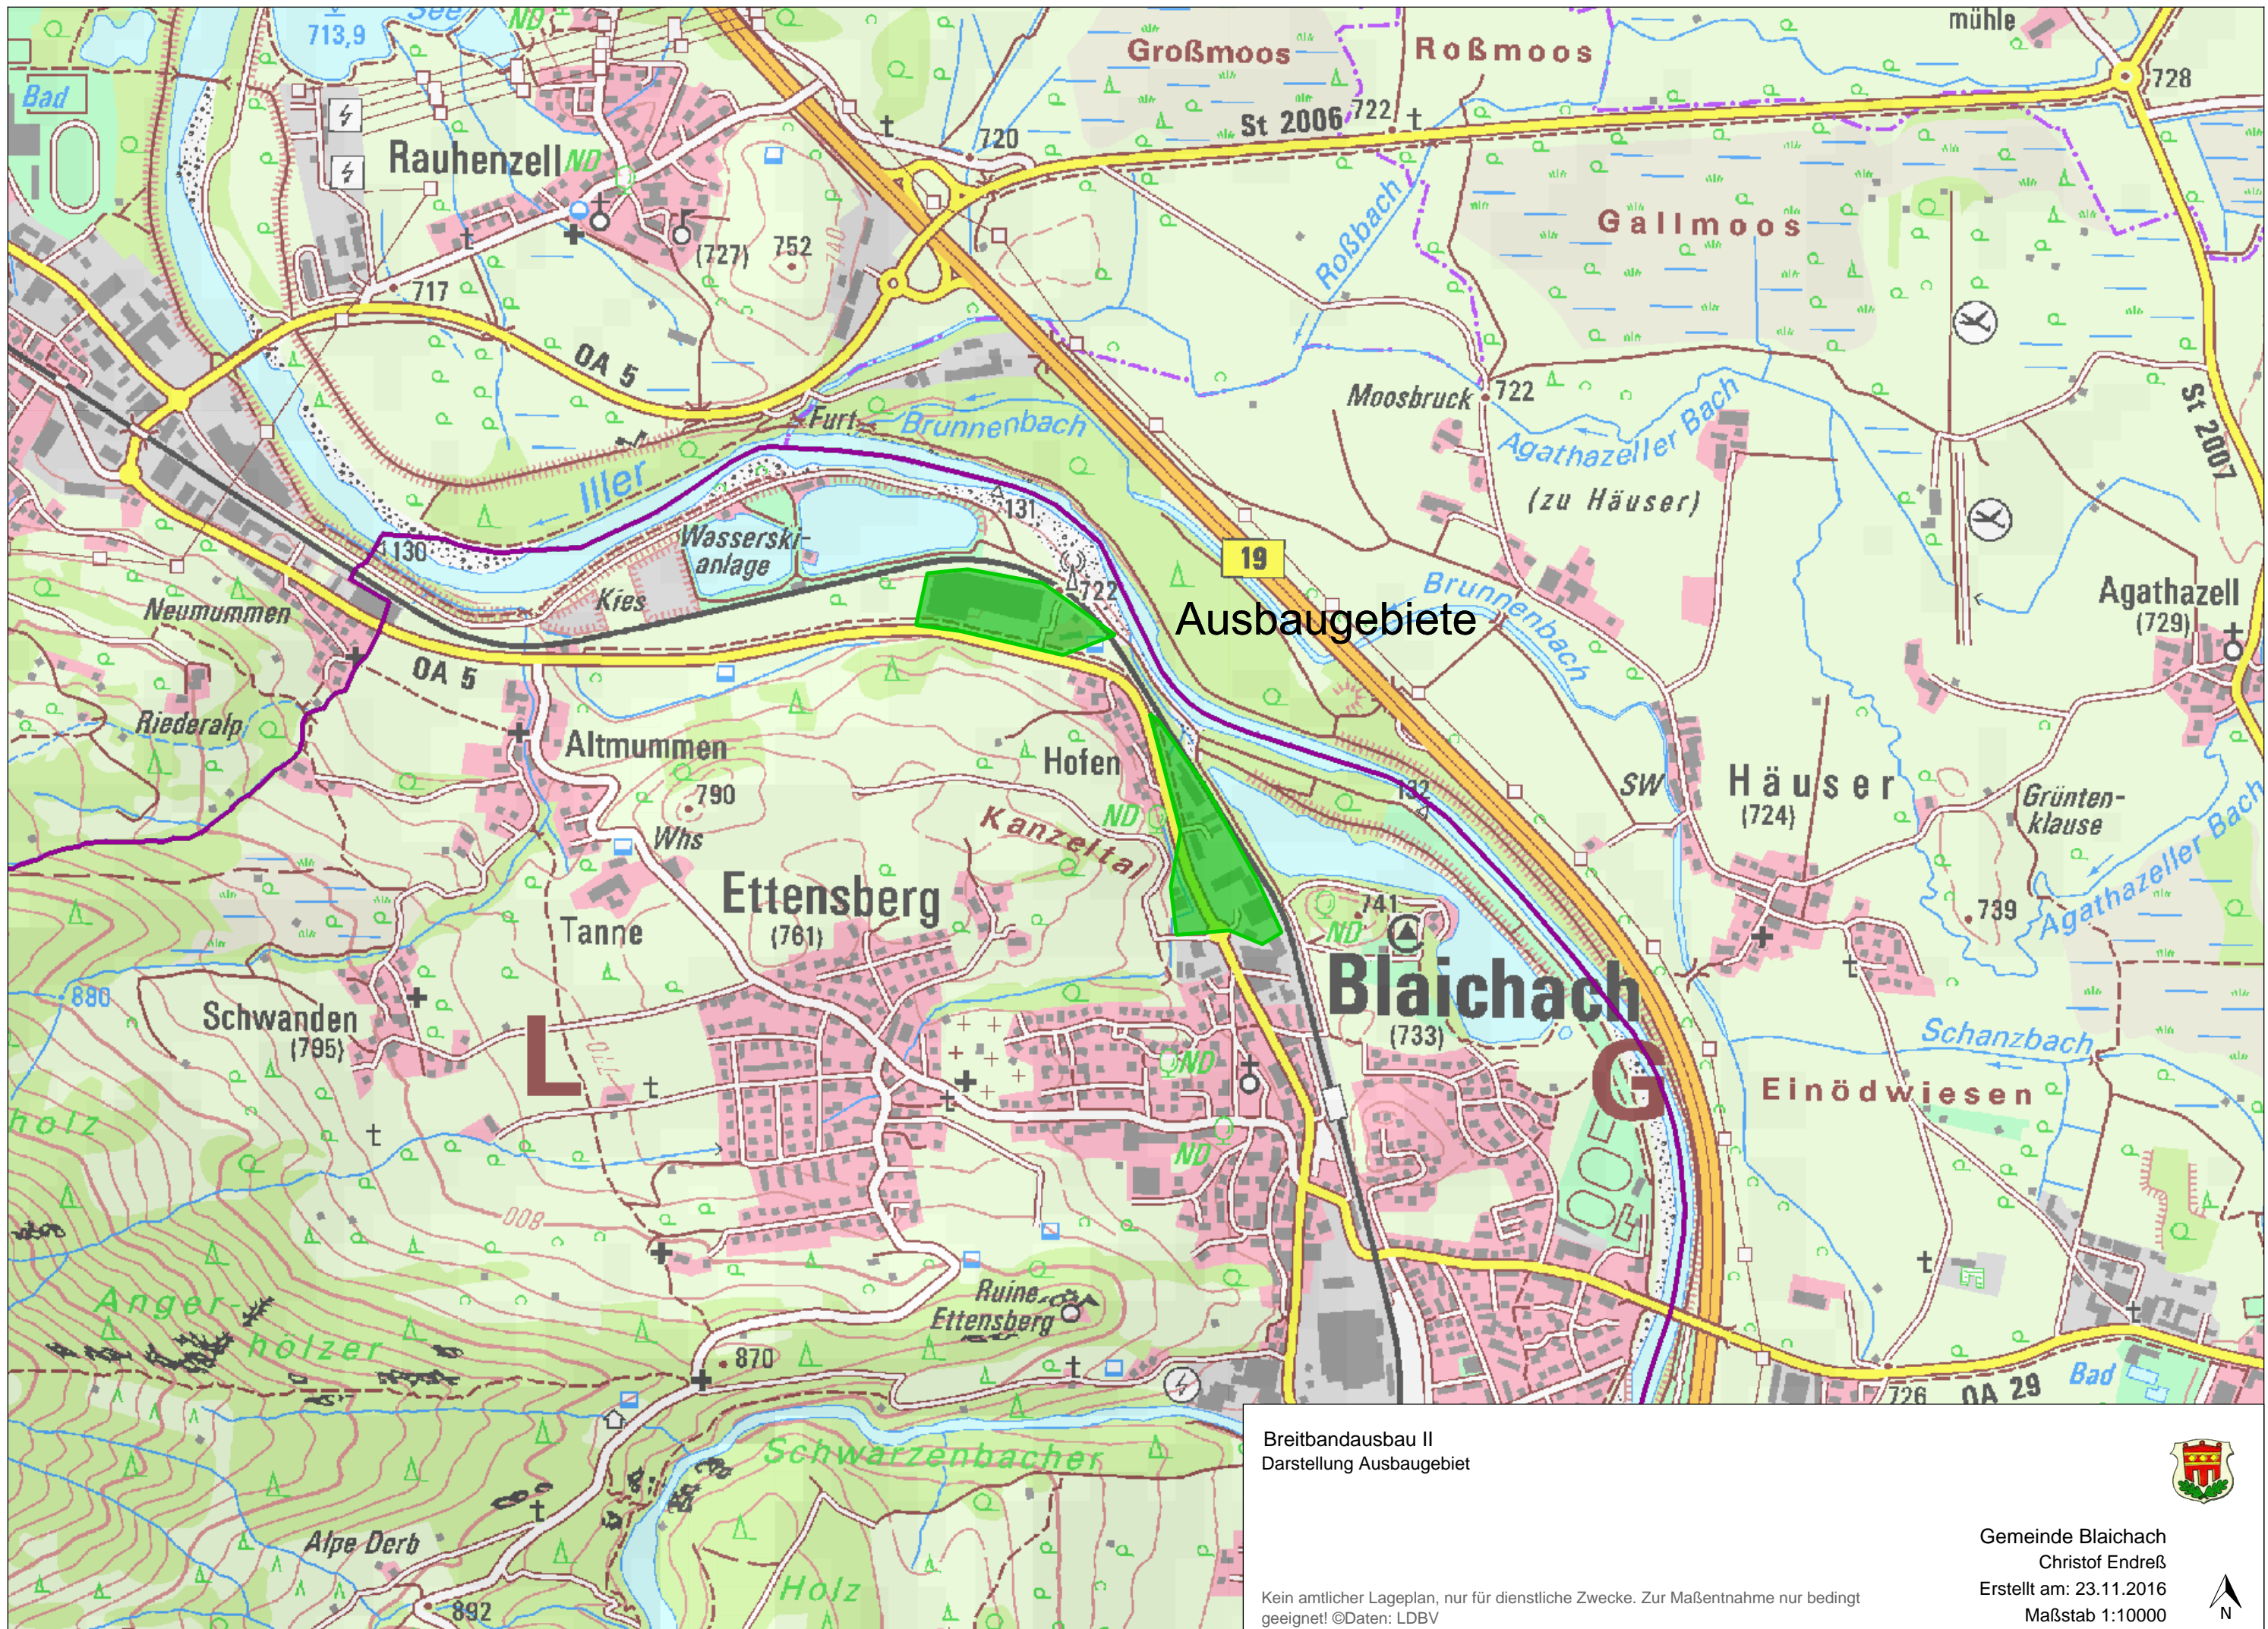 See
ND
713,9
Bad
Großmoos
Roßmoos
mühle
728
St 2006
722
720
Rauhenzell
ND
(727)
752
740
717
Roßbach
Gallmoos
OA 5
Moosbruck
722
Furt
Brunnenbach
Agathazeller Bach
St 2007
Iller
(zu Häuser)
131
130
Wasserski-
anlage
19
Kies
722
Neumummen
Ausbaugebiete
Brunnenbach
Agathazell
(729)
OA 5
Riederalp
Altmummen
Hofen
790
132
SW
Häuser
(724)
Grünten-
klause
Whs
ND
Kanzeltal
Agathazeller Bach
Ettensberg
(761)
Tanne
741
ND
739
Blaichach
(733)
880
Schwanden
(795)
L
770
Schanzbach
G
ND
Einödwiesen
holz
ND
800
Anger-
holzer
Ruine
Ettensberg
870
726
OA 29
Bad
Schwarzenbacher
Holz
Alpe Derb
892
Breitbandausbau II
Darstellung Ausbaugebiet
Gemeinde Blaichach
Christof Endreß
Erstellt am: 23.11.2016
Maßstab 1:10000
N
Kein amtlicher Lageplan, nur für dienstliche Zwecke. Zur Maßentnahme nur bedingt
geeignet! ©Daten: LDBV